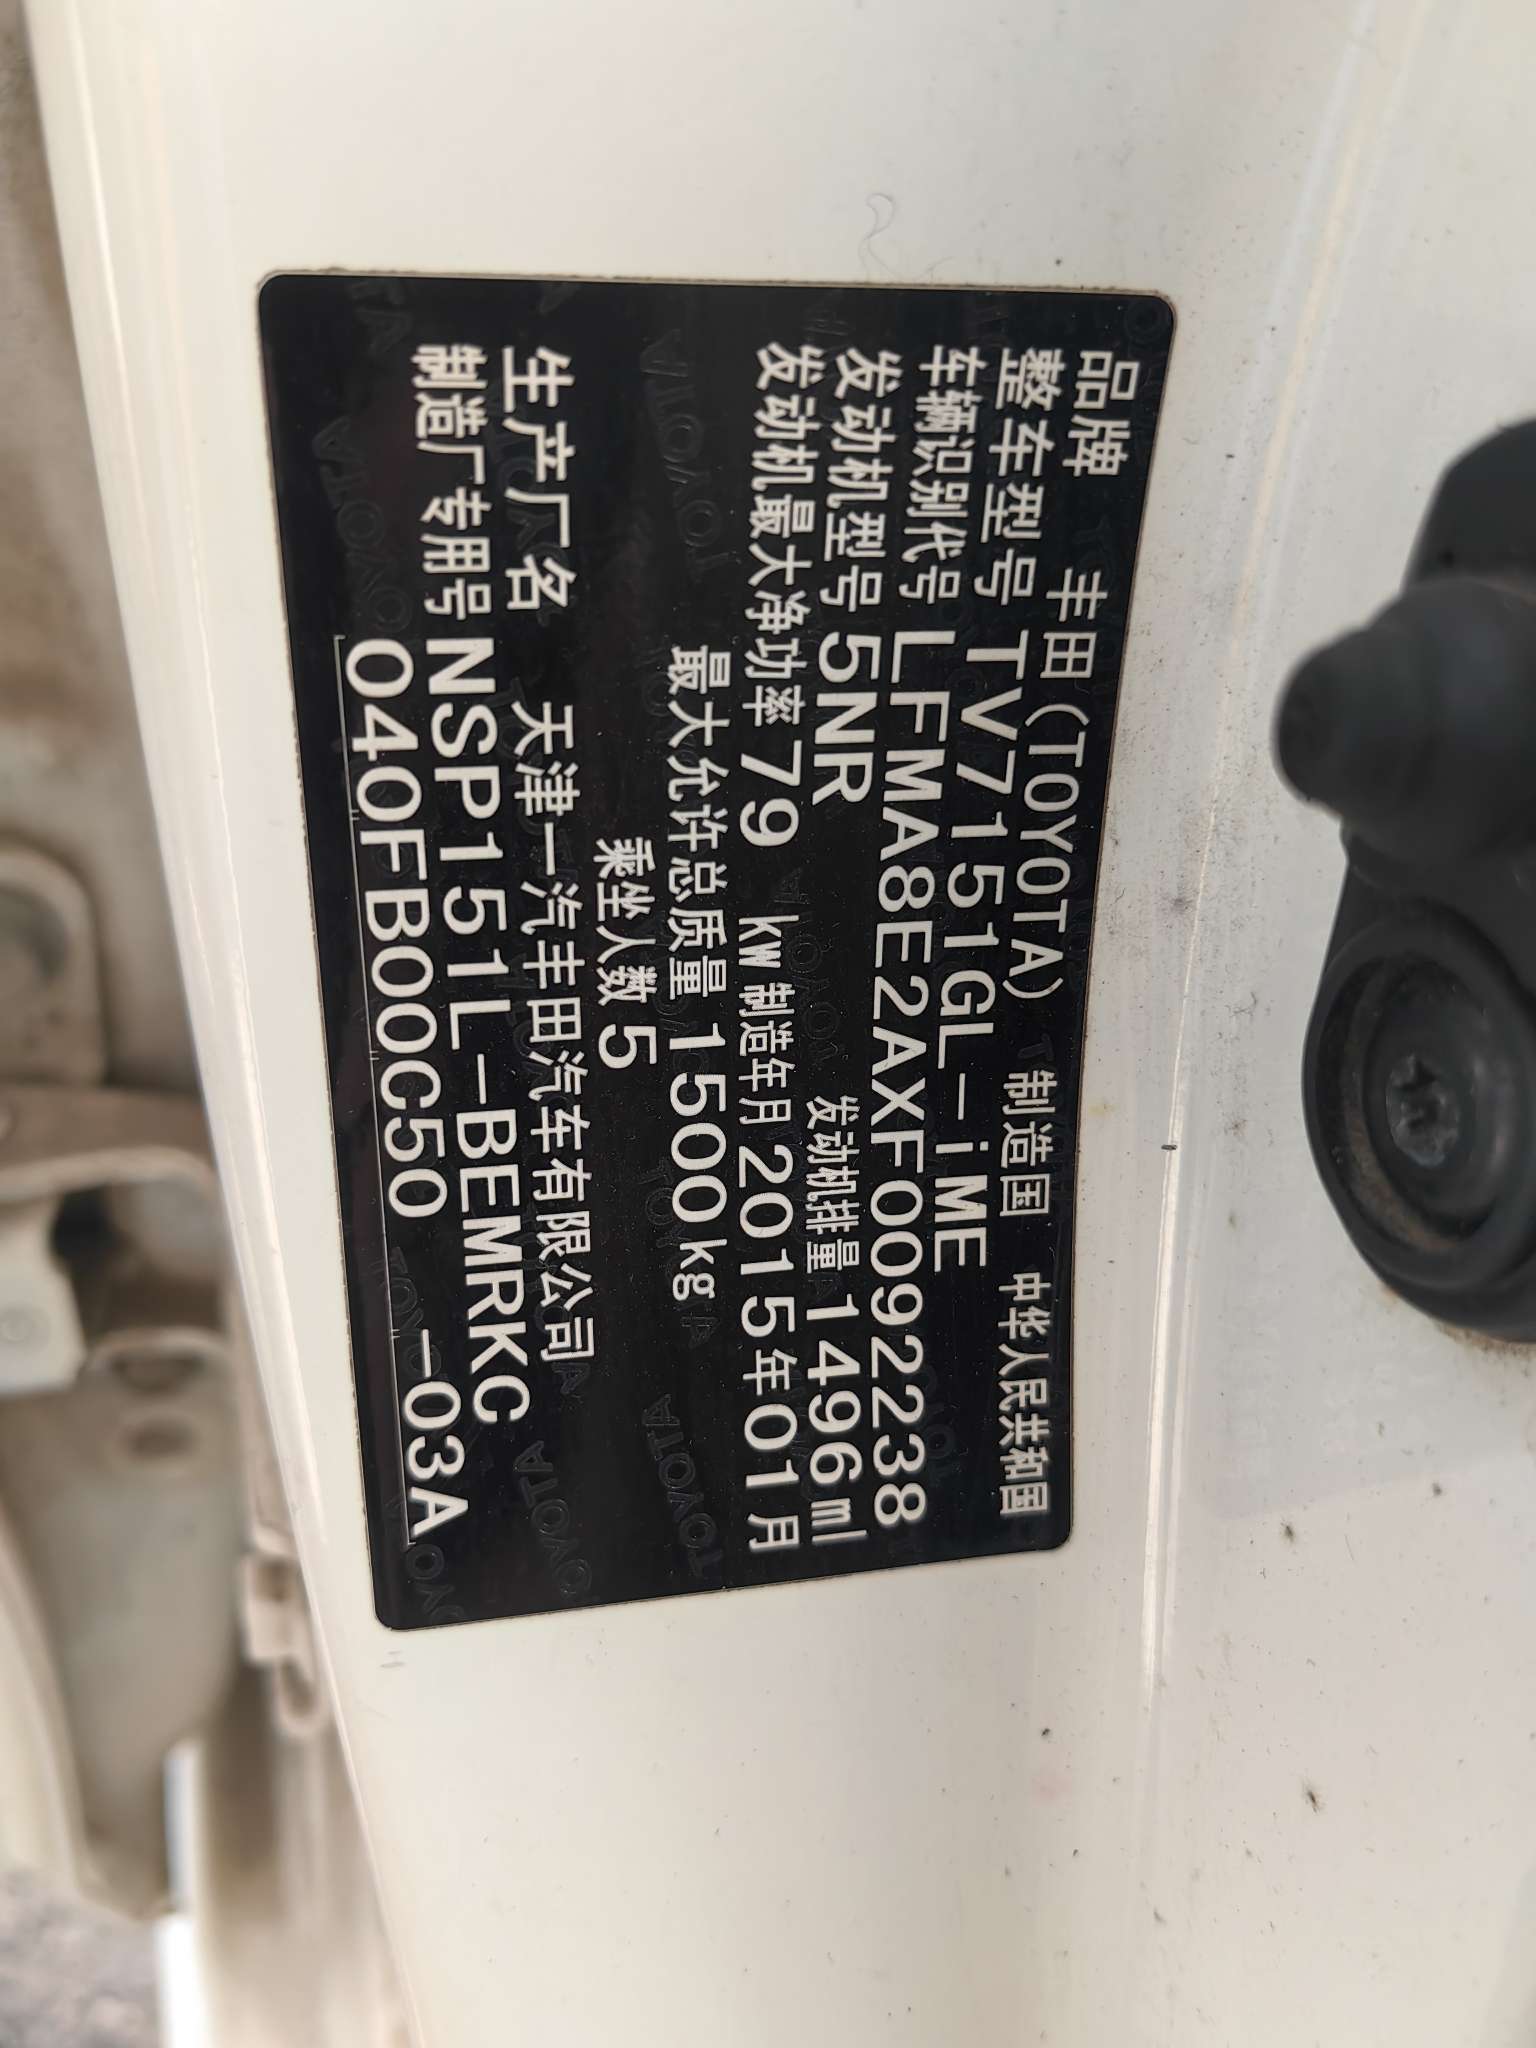 品牌 丰田(TOYOTA) 制造国 中华人民共和国
整车型号 TV7151GL-iME
车辆识别代号 LFMA8E2AXF0092238
发动机型号 5NR 发动机排量 1496ml
发动机最大净功率 79 kW 制造年月 2015年01月
最大允许总质量 1500kg
乘坐人数 5
生产厂名 天津一汽丰田汽车有限公司
制造厂专用号 NSP151L-BEMRKC
040FB00C50 -03A